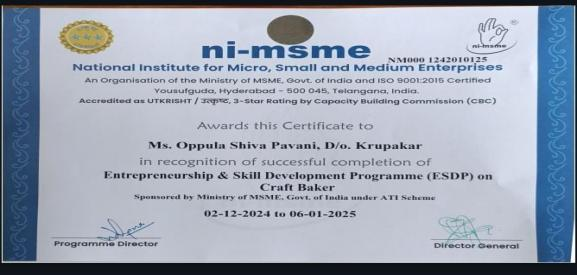 ni-msme
ni-msme
NM000 1242010125
National Institute for Micro, Small and Medium Enterprises
An Organisation of the Ministry of MSME, Govt. of India and ISO 9001:2015 Certified
Yousufguda, Hyderabad - 500 045, Telangana, India.
Accredited as UTKRISHT / उत्कृष्ट, 3-Star Rating by Capacity Building Commission (CBC)
Awards this Certificate to
Ms. Oppula Shiva Pavani, D/o. Krupakar
in recognition of successful completion of
Entrepreneurship & Skill Development Programme (ESDP) on
Craft Baker
Sponsored by Ministry of MSME, Govt. of India under ATI Scheme
02-12-2024 to 06-01-2025
Programme Director
Director General